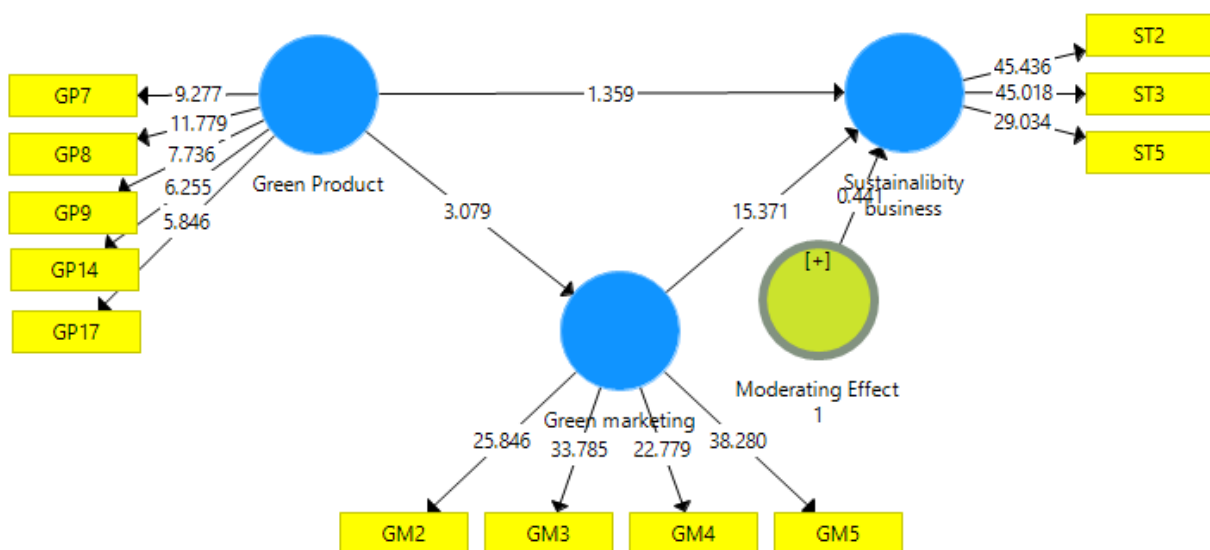 ST2
45.436
GP7
9.277
1.359
45.018
ST3
11.779
29.034
GP8
7.736
ST5
6.255
Green Product
Sustainalibity
0.441
business
GP9
5.846
3.079
15.371
GP14
[+]
GP17
Moderating Effect
1
Green marketing
25.846
33.785
22.779
38.280
GM2
GM3
GM4
GM5